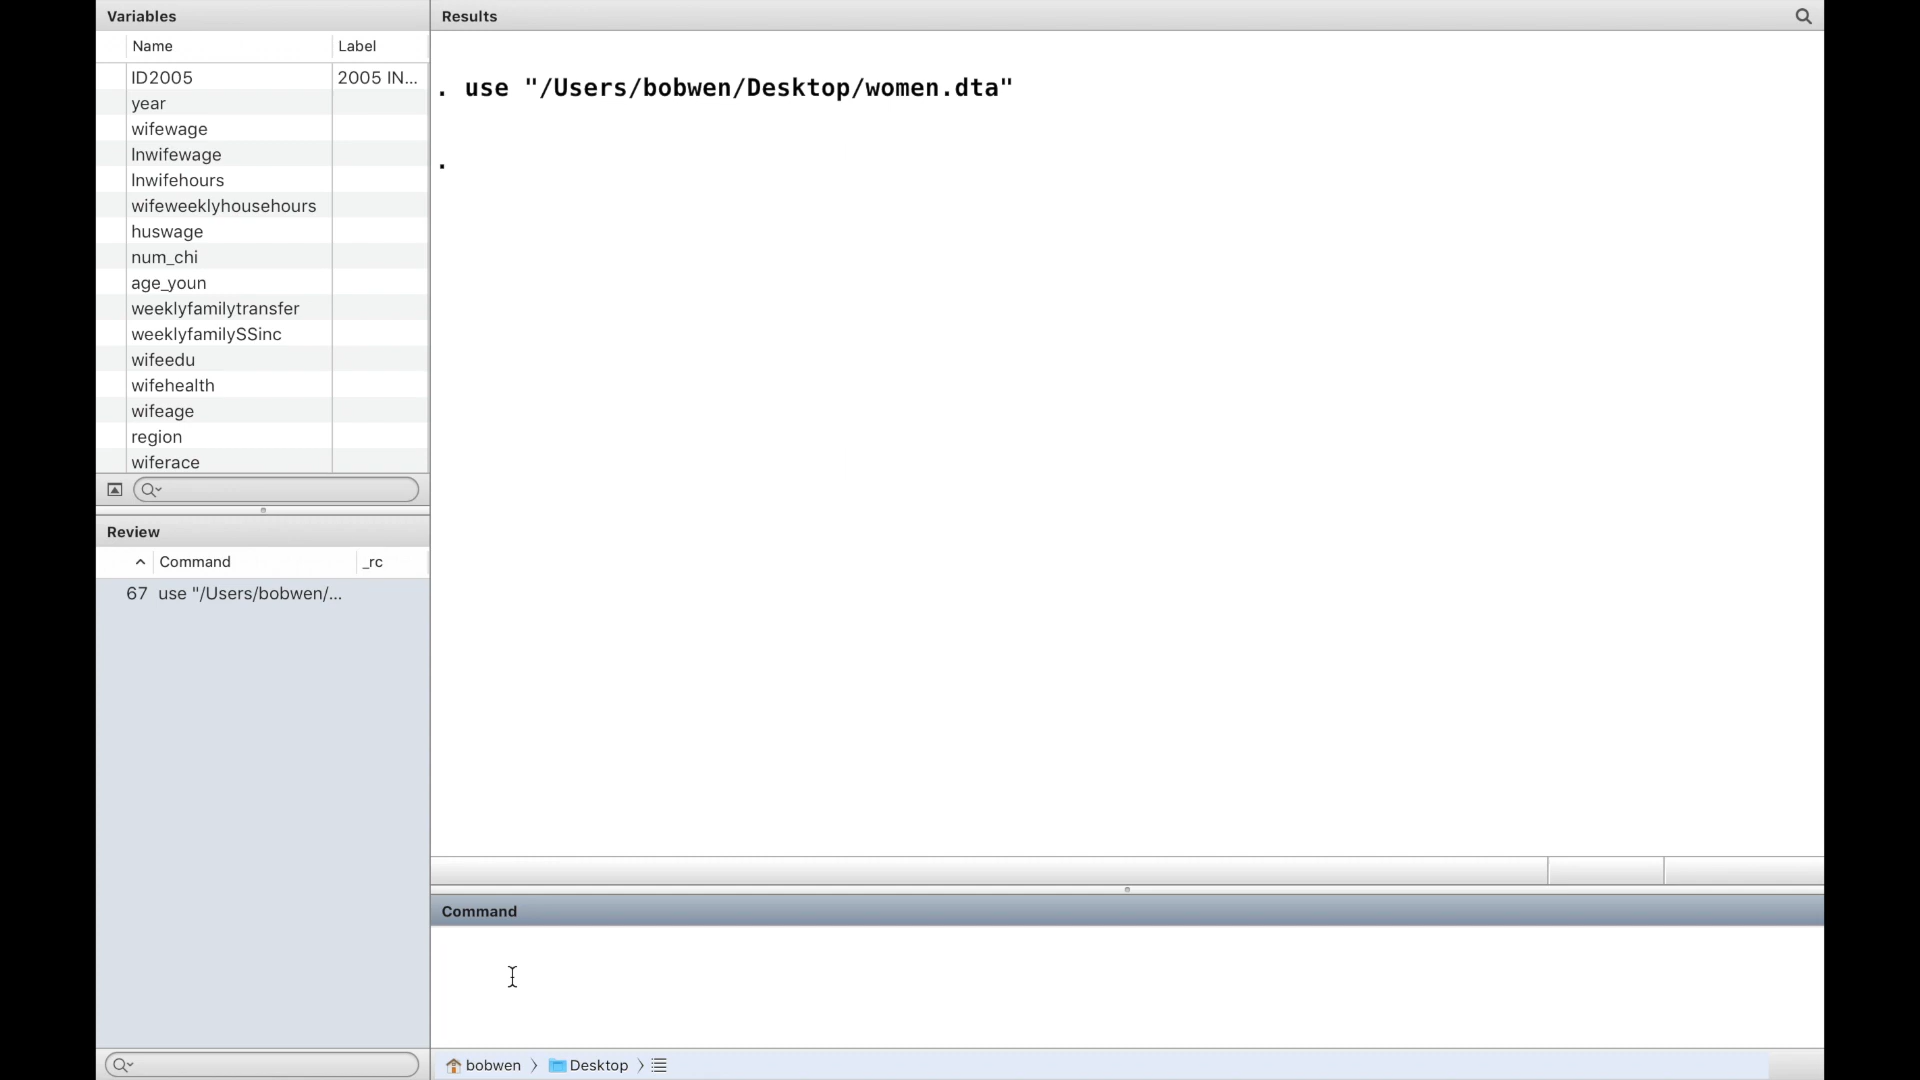 Variables
Name Label
ID2005 2005 IN...
year
wifewage
lnwifewage
lnwifehours
wifeweeklyhousehours
huswage
num_chi
age_youn
weeklyfamilytransfer
weeklyfamilySSinc
wifeedu
wifehealth
wifeage
region
wiferace
Review
Command _rc
67 use "/Users/bobwen/...
Results
. use "/Users/bobwen/Desktop/women.dta"
.
Command
bobwen Desktop